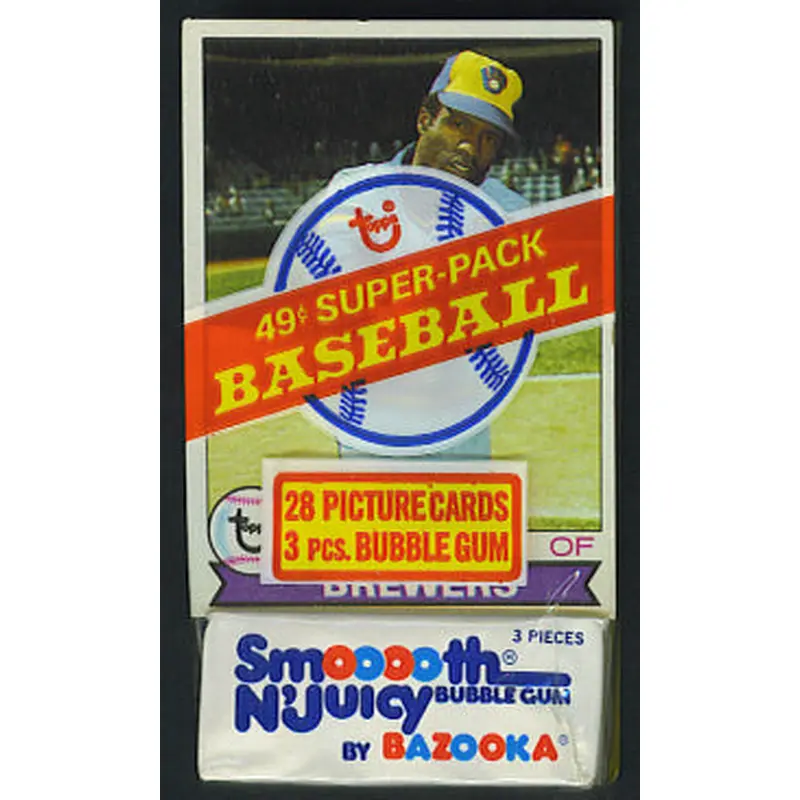 topps
49¢ SUPER-PACK
BASEBALL
28 PICTURE CARDS
3 PCS. BUBBLE GUM
topps
OF
BREWERS
3 PIECES
Smoooooth®
N'JUICY BUBBLE GUM
BY BAZOOKA®